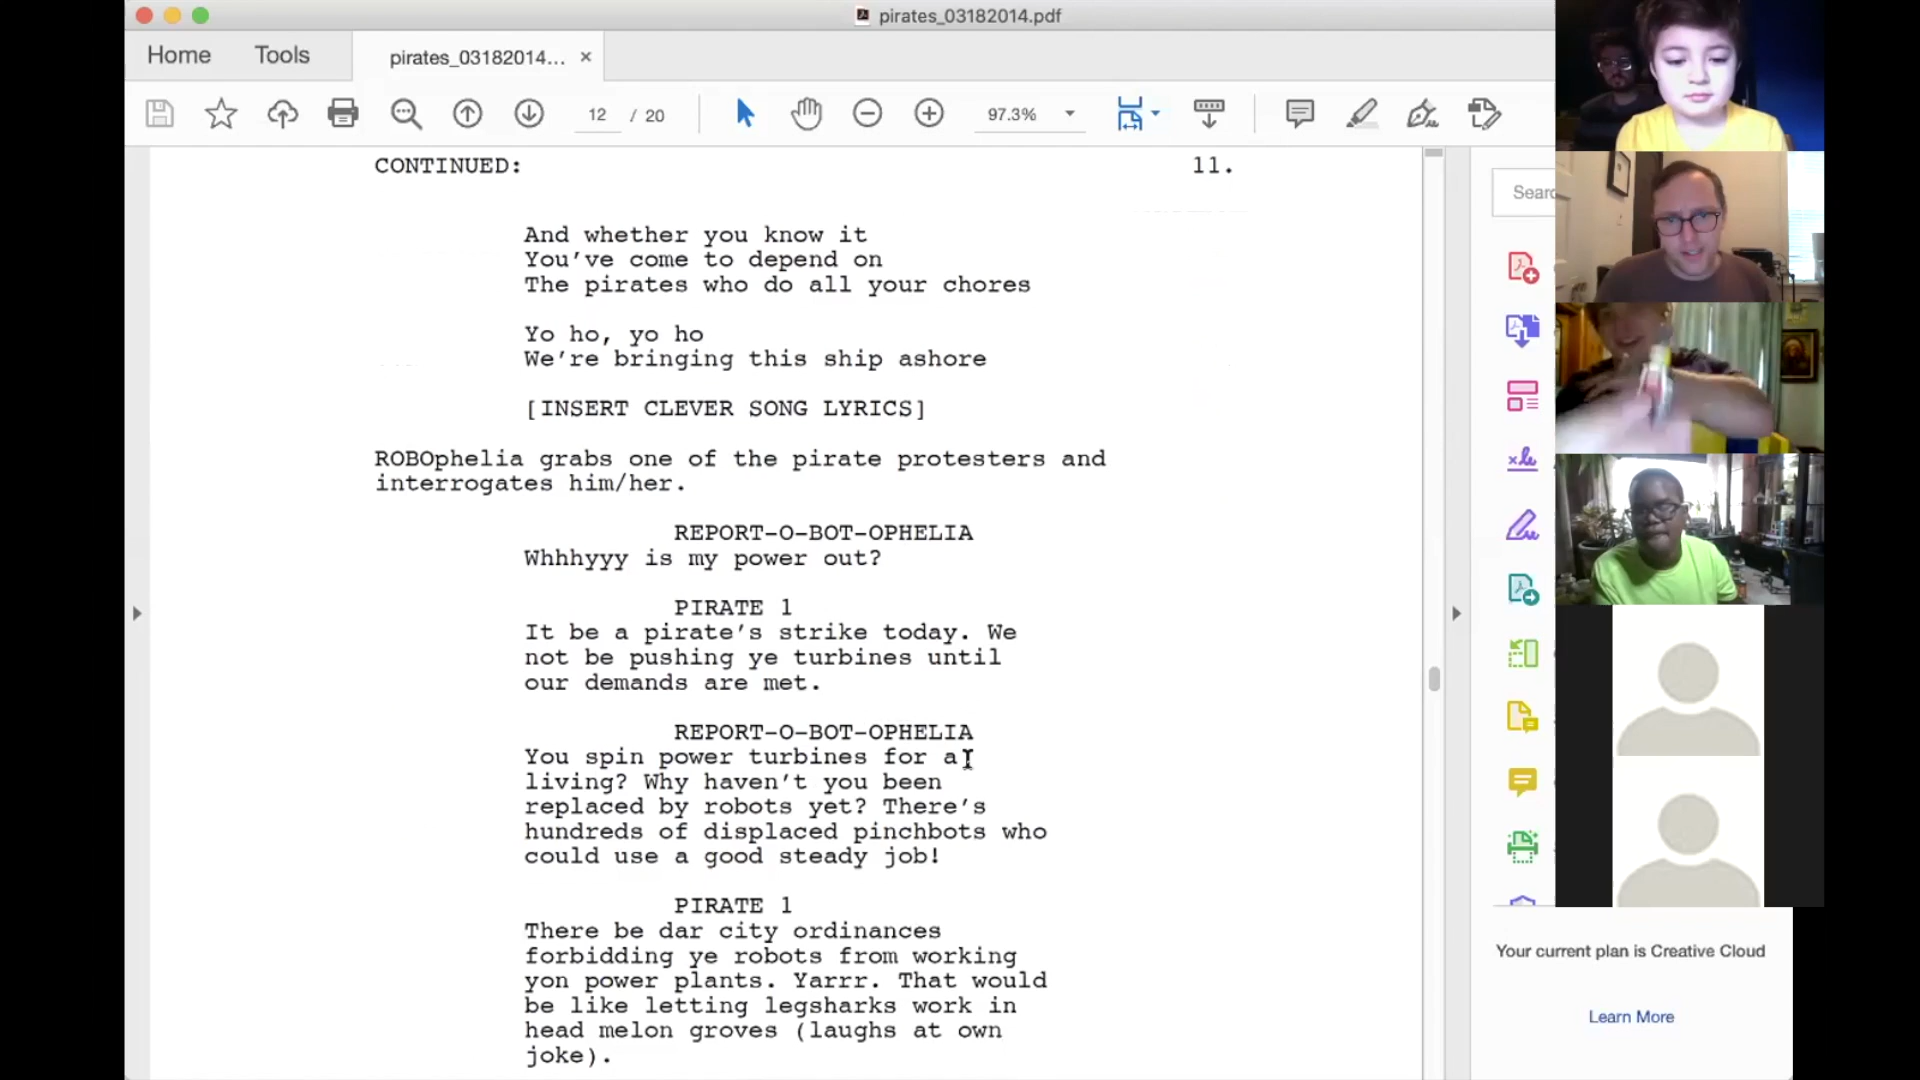 pirates_03182014.pdf
Home
Tools
pirates_03182014...
12 / 20
97.3%
CONTINUED:
11.
And whether you know it
You've come to depend on
The pirates who do all your chores
Yo ho, yo ho
We're bringing this ship ashore
[INSERT CLEVER SONG LYRICS]
ROBOphelia grabs one of the pirate protesters and
interrogates him/her.
REPORT-O-BOT-OPHELIA
Whhhyyy is my power out?
PIRATE 1
It be a pirate's strike today. We
not be pushing ye turbines until
our demands are met.
REPORT-O-BOT-OPHELIA
You spin power turbines for a
living? Why haven't you been
replaced by robots yet? There's
hundreds of displaced pinchbots who
could use a good steady job!
PIRATE 1
There be dar city ordinances
forbidding ye robots from working
yon power plants. Yarrr. That would
be like letting legsharks work in
head melon groves (laughs at own
joke).
Searc
Your current plan is Creative Cloud
Learn More